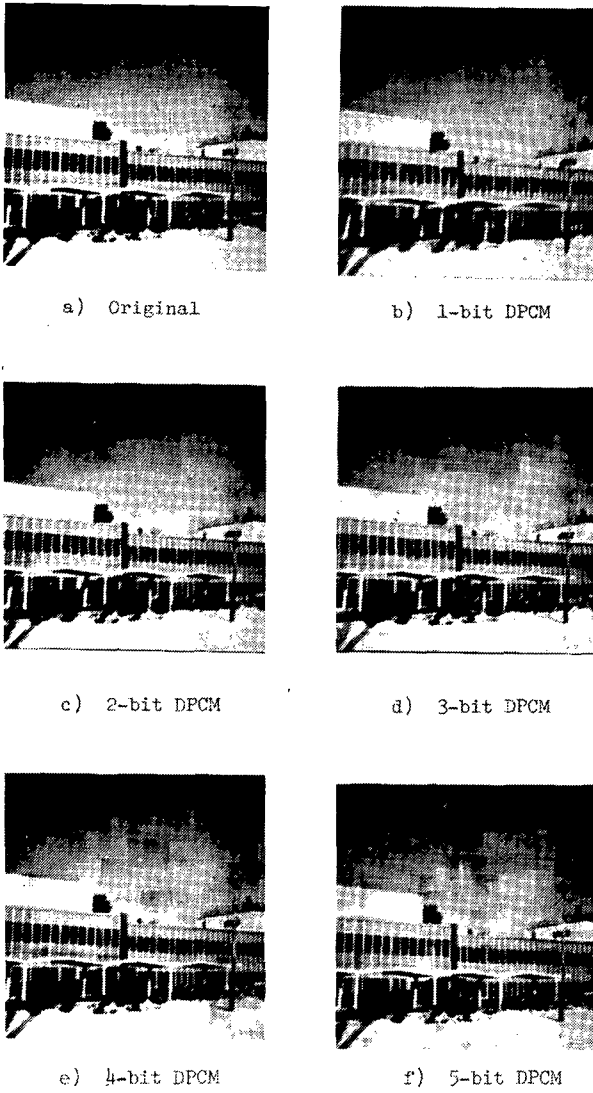 a) Original
b) 1-bit DPCM
c) 2-bit DPCM
d) 3-bit DPCM
e) 4-bit DPCM
f) 5-bit DPCM